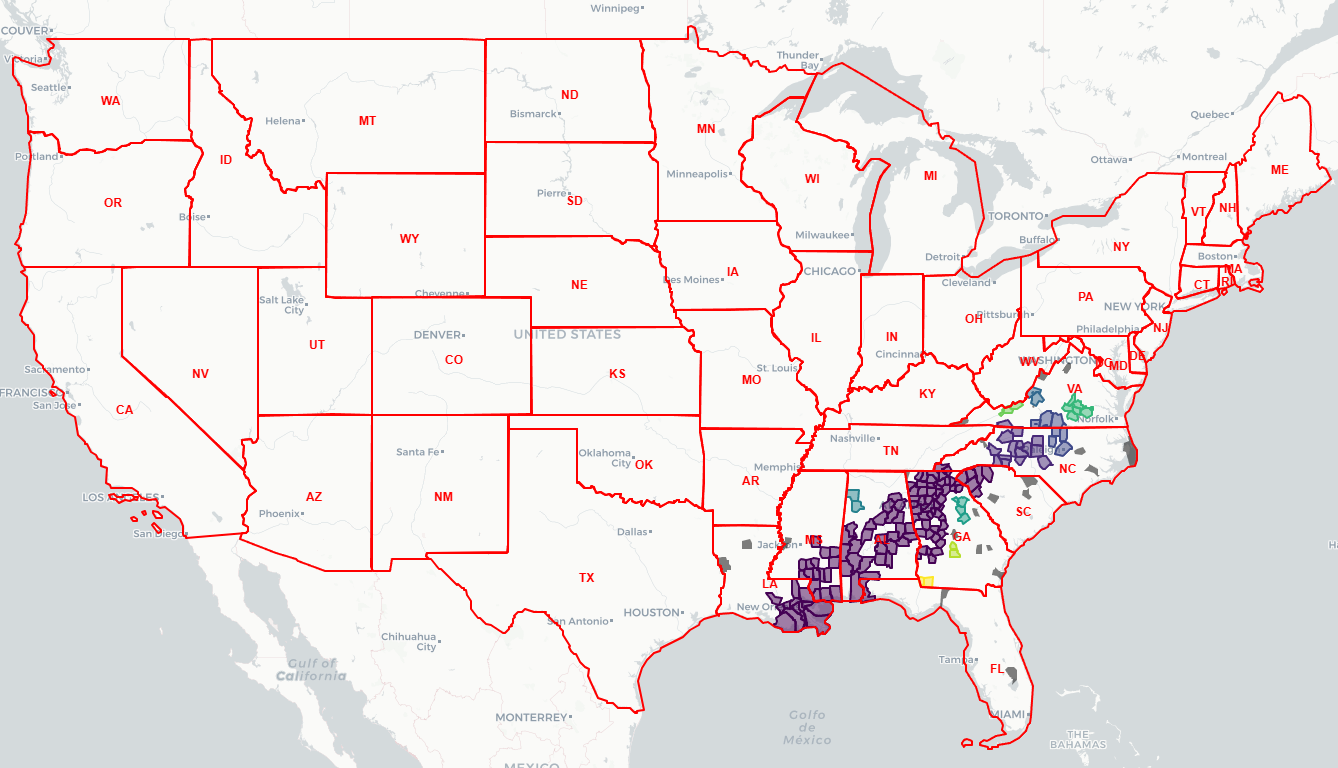 Winnipeg
COUVER
Victoria
Seattle
WA
MT
ND
Bismarck
MN
Thunder
Bay
Quebec
Helena
Portland
ID
Minneapolis
WI
MI
Ottawa
Montreal
ME
OR
Boise
Pierre
SD
TORONTO
VT
NH
WY
Milwaukee
Buffalo
NY
Detroit
Boston
CHICAGO
IA
Des Moines
MA
NE
Cleveland
CT
RI
Cheyenne
Salt Lake
City
PA
NEW YORK
UNITED STATES
DENVER
OH
Pittsburgh
Philadelphia
NJ
UT
IL
IN
Cincinnati
CO
WASHINGTON
WV
DC
MD
DE
Sacramento
NV
KS
St. Louis
MO
FRANCISCO
San Jose
CA
KY
VA
Norfolk
Nashville
TN
Santa Fe
Oklahoma
City
OK
Memphis
NC
AR
LOS ANGELES
AZ
NM
Phoenix
SC
San Diego
Dallas
Jackson
MS
GA
TX
LA
New Orl
HOUSTON
San Antonio
Chihuahua
City
Gulf of
California
Tampa
FL
MONTERREY
Golfo
de
México
MIAMI
THE
BAHAMAS
MEXICO